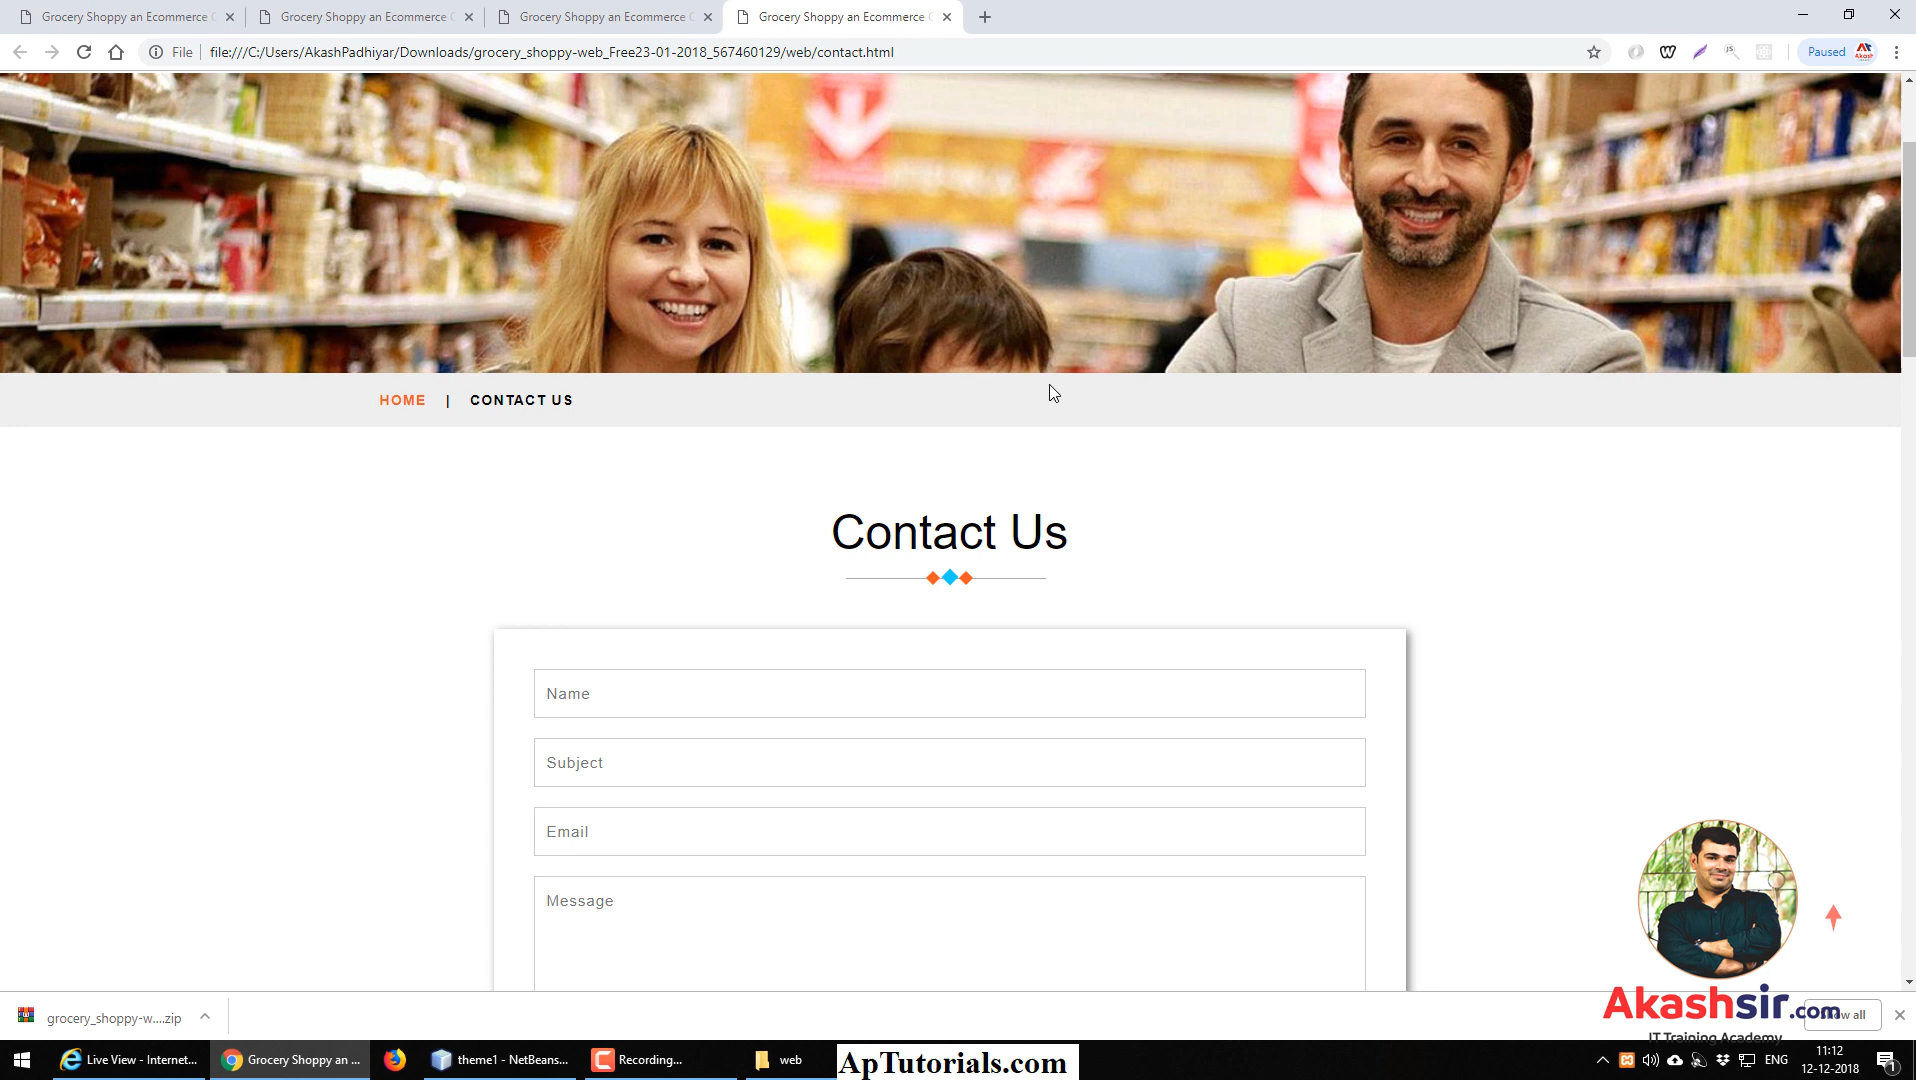 Grocery Shoppy an Ecommerce
Grocery Shoppy an Ecommerce
Grocery Shoppy an Ecommerce
Grocery Shoppy an Ecommerce
File
file:///C:/Users/AkashPadhiyar/Downloads/grocery_shoppy-web_Free23-01-2018_567460129/web/contact.html
Paused
HOME | CONTACT US
Contact Us
Name
Subject
Email
Message
grocery_shoppy-w....zip
Akashsir.com
all
IT Training Academy
Live View - Internet...
Grocery Shoppy an ...
theme1 - NetBeans...
Recording...
web
ApTutorials.com
ENG
11:12
12-12-2018
1